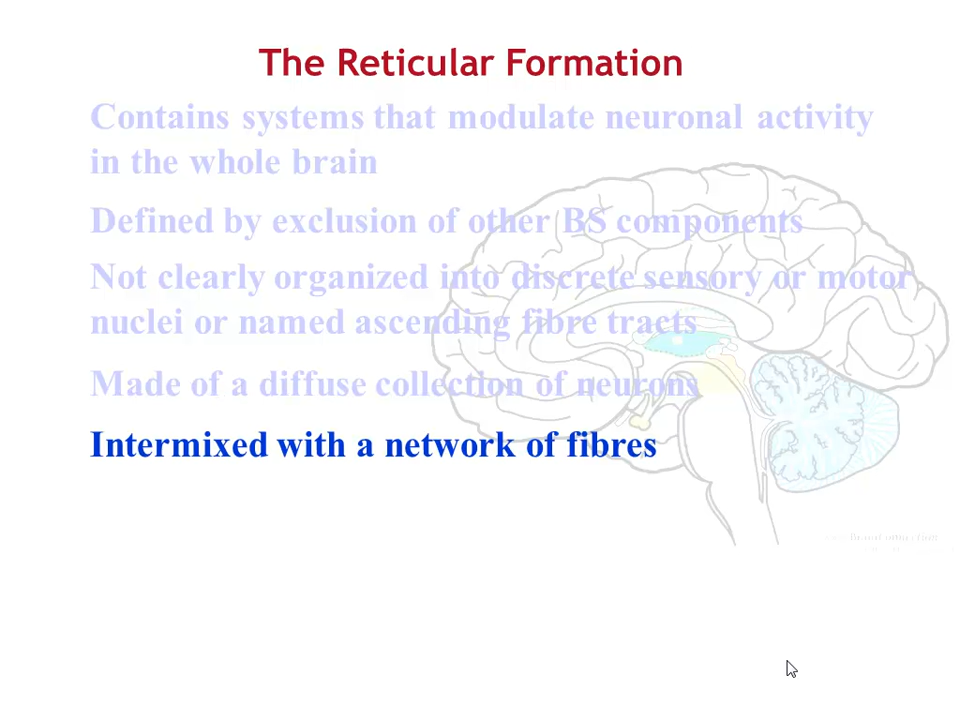 The Reticular Formation
Contains systems that modulate neuronal activity
in the whole brain
Defined by exclusion of other BS components
Not clearly organized into discrete sensory or motor
nuclei or named ascending fibre tracts
Made of a diffuse collection of neurons
Intermixed with a network of fibres